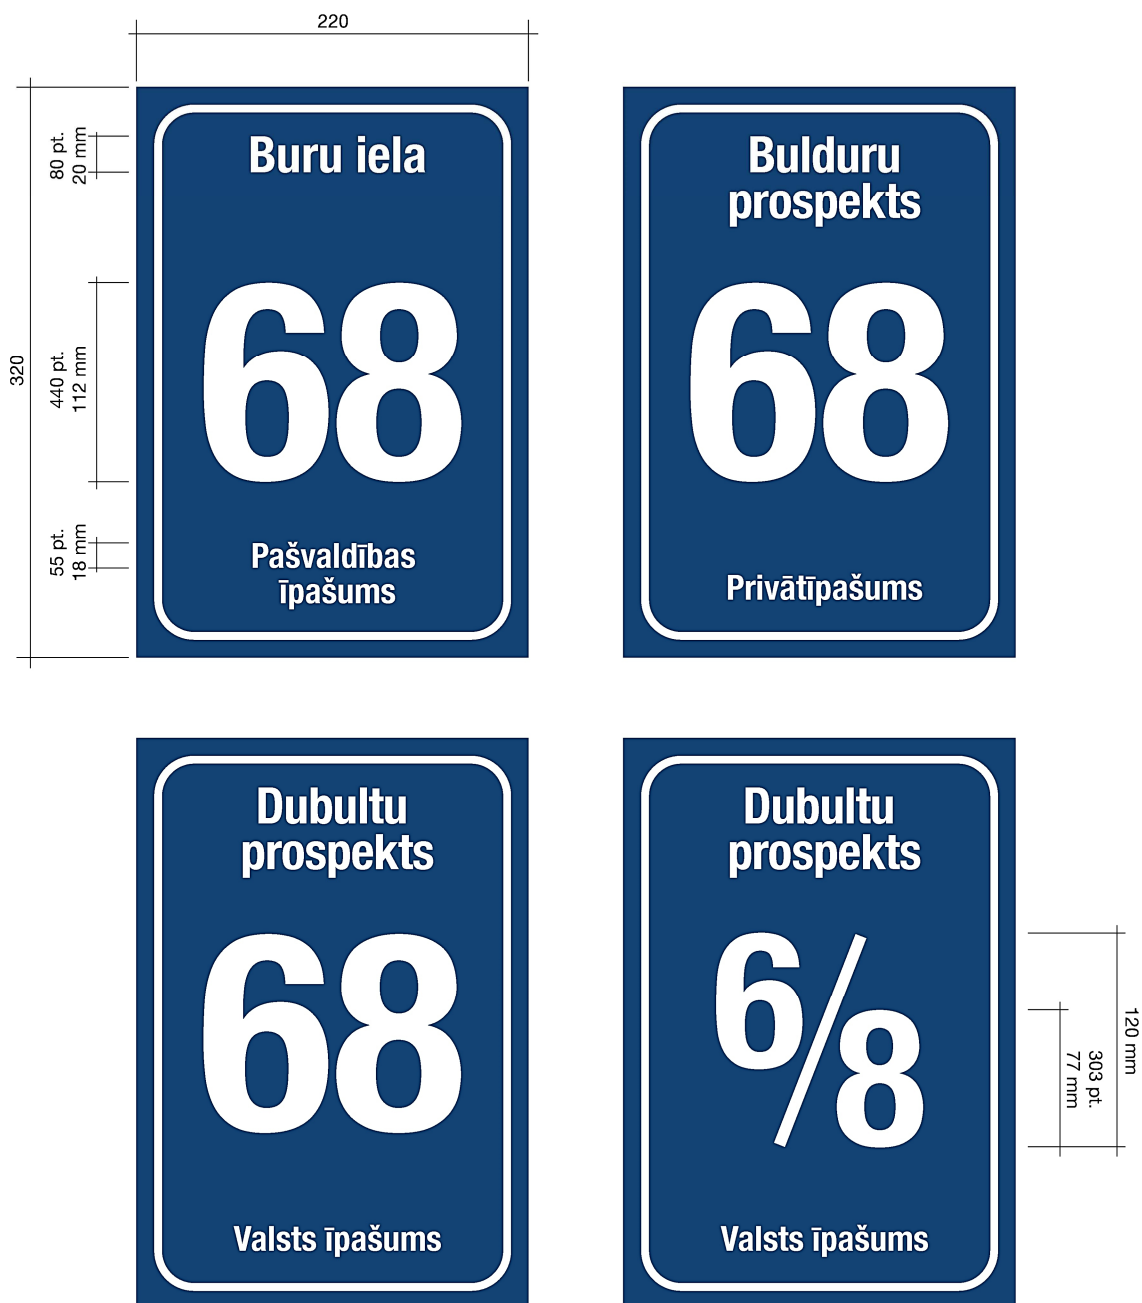 220
320
80 pt.
20 mm
440 pt.
112 mm
55 pt.
18 mm
Buru iela
68
Pašvaldības
īpašums
Bulduru
prospekts
68
Privātīpašums
Dubultu
prospekts
68
Valsts īpašums
Dubultu
prospekts
6/8
Valsts īpašums
120 mm
303 pt.
77 mm